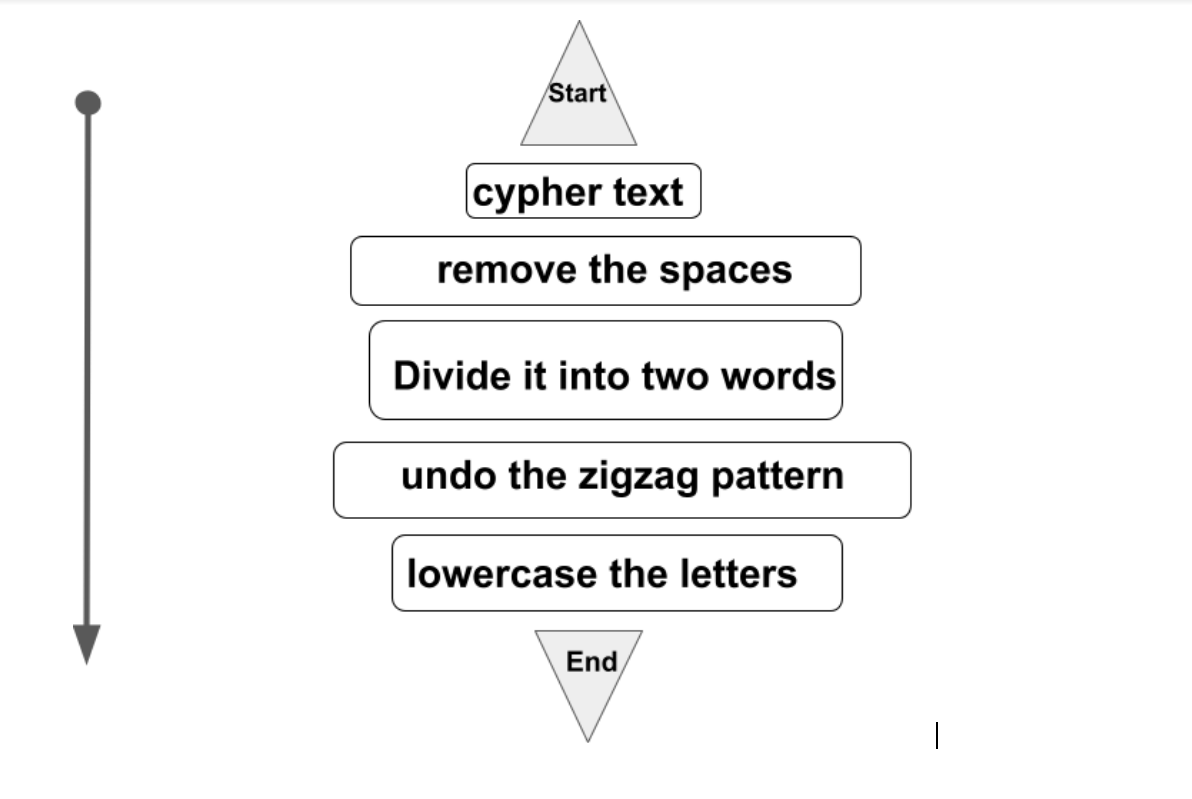 Start
cypher text
remove the spaces
Divide it into two words
undo the zigzag pattern
lowercase the letters
End